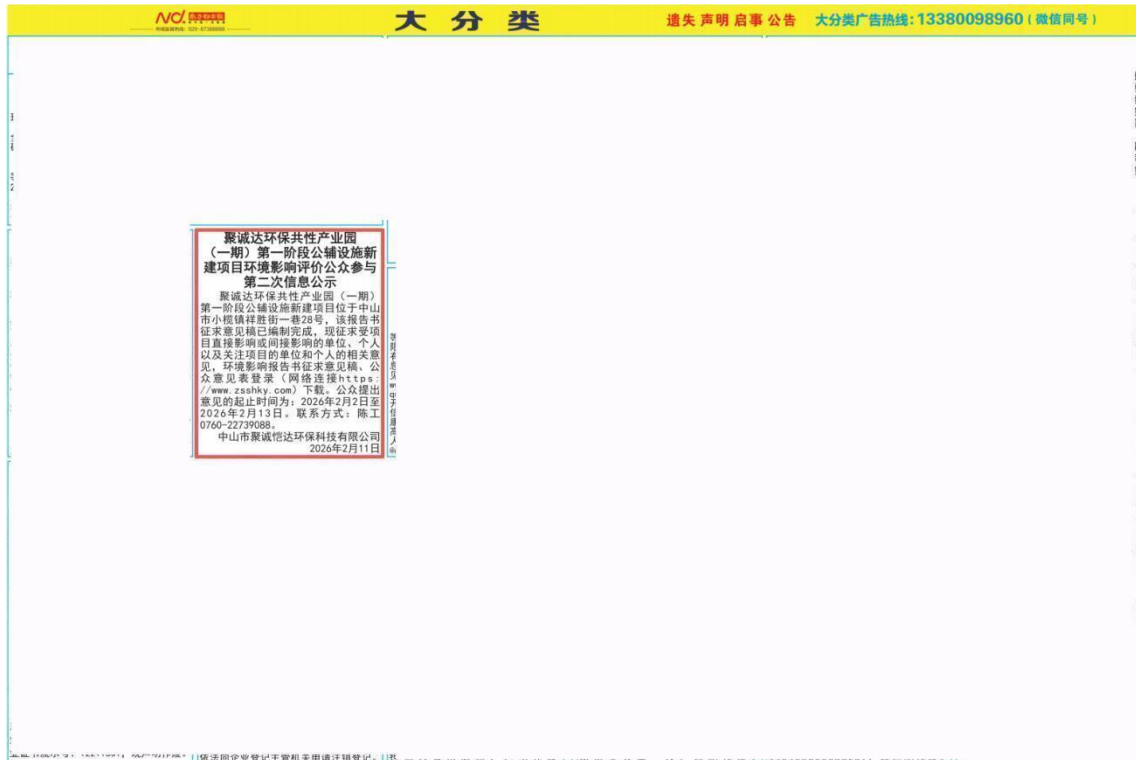 大分类
遗失 声明 启事 公告
大分类广告热线:13380098960(微信同号)
聚诚达环保共性产业园
(一期)第一阶段公辅设施新
建项目环境影响评价公众参与
第二次信息公示
聚诚达环保共性产业园(一期)
第一阶段公辅设施新建项目位于中山
市小榄镇祥胜街一巷28号,该报告书
征求意见稿已编制完成,现征求受项
目直接影响或间接影响的单位、个人
以及关注项目的单位和个人的相关意
见,环境影响报告书征求意见稿、公
众意见表登录(网络连接https:
//www.zsshky.com)下载。公众提出
意见的起止时间为:2026年2月2日至
2026年2月13日。联系方式:陈工
0760-22739088。
中山市聚诚恺达环保科技有限公司
2026年2月11日